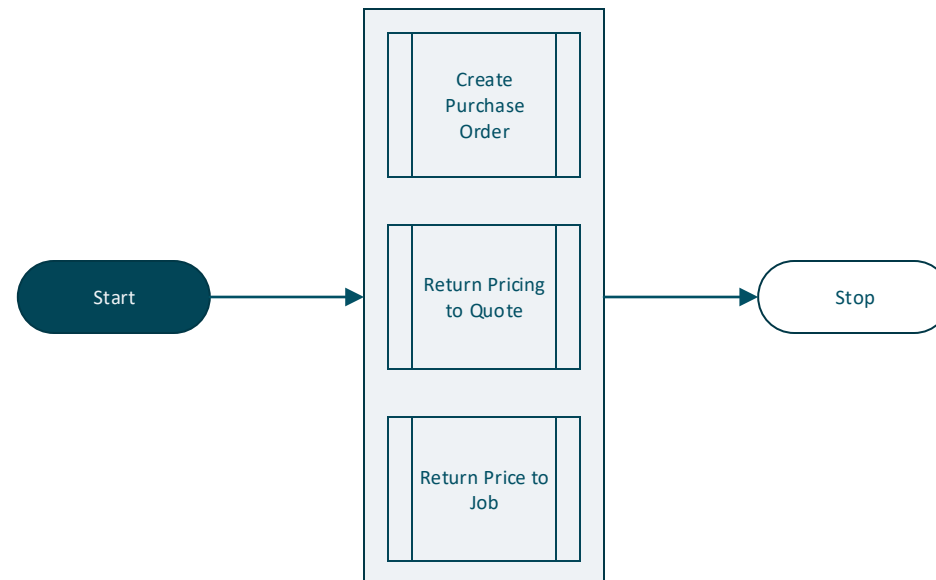 Create
Purchase
Order
Start
Return Pricing
to Quote
Stop
Return Price to
Job